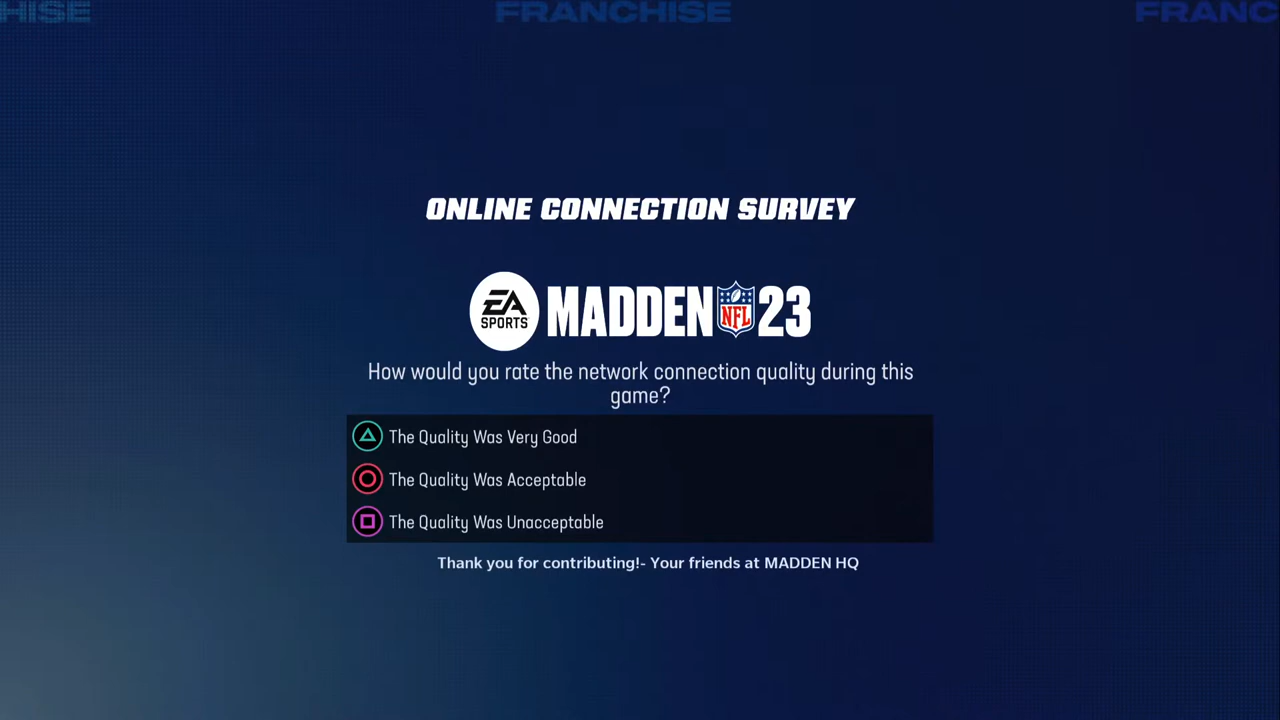 HISE FRANCHISE FRANC
ONLINE CONNECTION SURVEY
EA SPORTS MADDEN NFL 23
How would you rate the network connection quality during this
game?
The Quality Was Very Good
The Quality Was Acceptable
The Quality Was Unacceptable
Thank you for contributing!- Your friends at MADDEN HQ